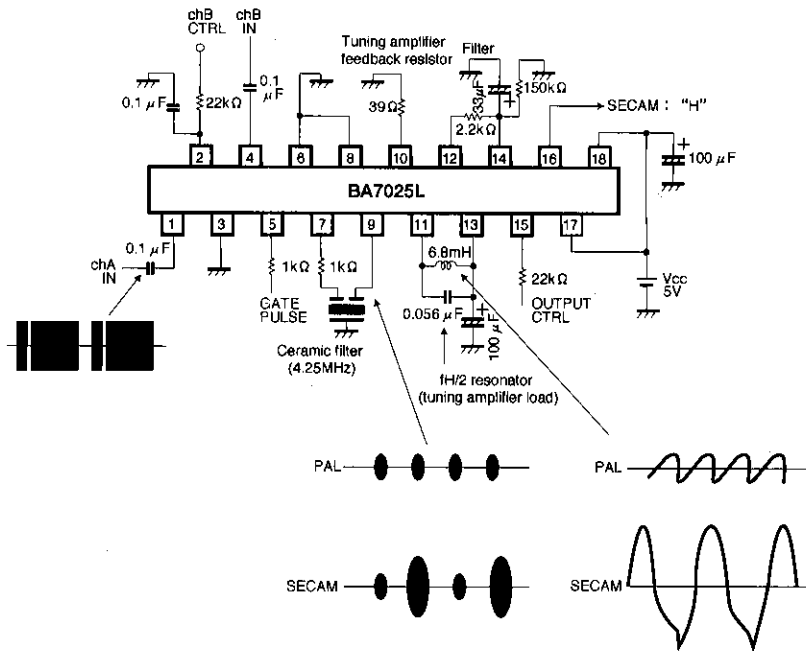 chB
CTRL
chB
IN
Tuning amplifier
feedback resistor
Filter
0.1 μF
22kΩ
0.1
μF
39Ω
33μF
+
150kΩ
2.2kΩ
SECAM : "H"
+
100 μF
2
4
6
8
10
12
14
16
18
BA7025L
1
3
5
7
9
11
13
15
17
chA
IN
0.1 μF
1kΩ
1kΩ
6.8mH
22kΩ
Vcc
5V
GATE
PULSE
0.056 μF
+
100 μF
OUTPUT
CTRL
Ceramic filter
(4.25MHz)
fH/2 resonator
(tuning amplifier load)
PAL
PAL
SECAM
SECAM